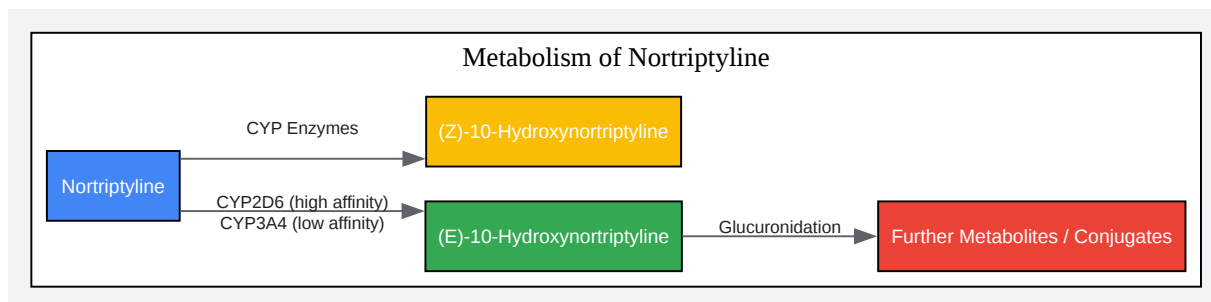 Metabolism of Nortriptyline
CYP Enzymes
(Z)-10-Hydroxynortriptyline
Nortriptyline
CYP2D6 (high affinity)
CYP3A4 (low affinity)
(E)-10-Hydroxynortriptyline
Glucuronidation
Further Metabolites / Conjugates